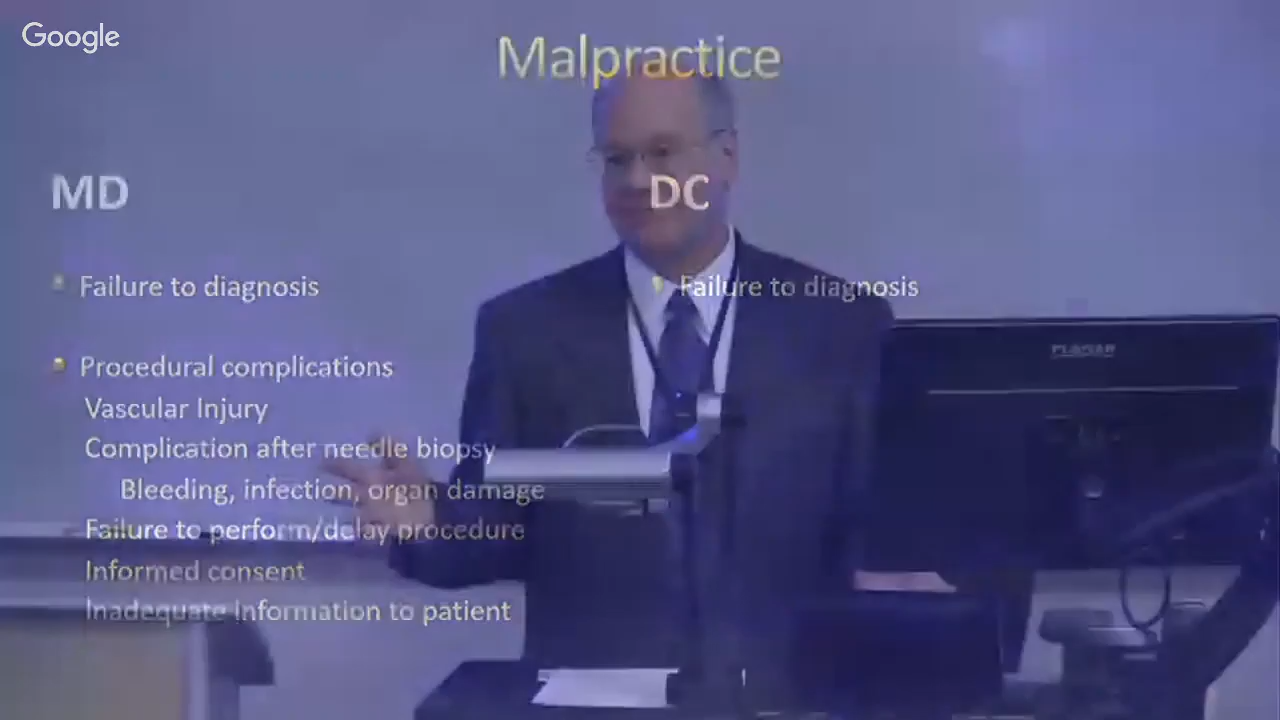 Google
Malpractice
MD
DC
Failure to diagnosis
Failure to diagnosis
Procedural complications
Vascular Injury
Complication after needle biopsy
Bleeding, infection, organ damage
Failure to perform/delay procedure
Informed consent
Inadequate information to patient
PLANAR